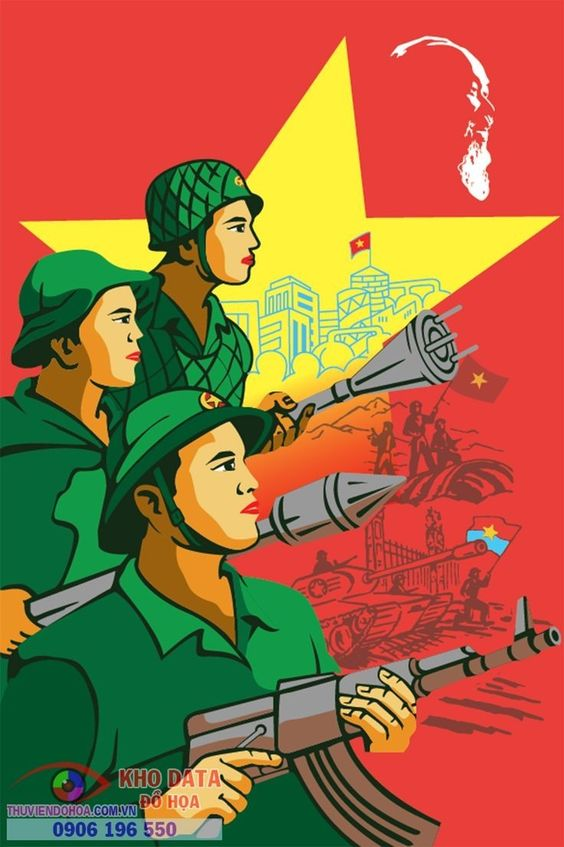 KHO DATA
ĐỒ HỌA
THUVIENDOHOA.COM.VN
0906 196 550